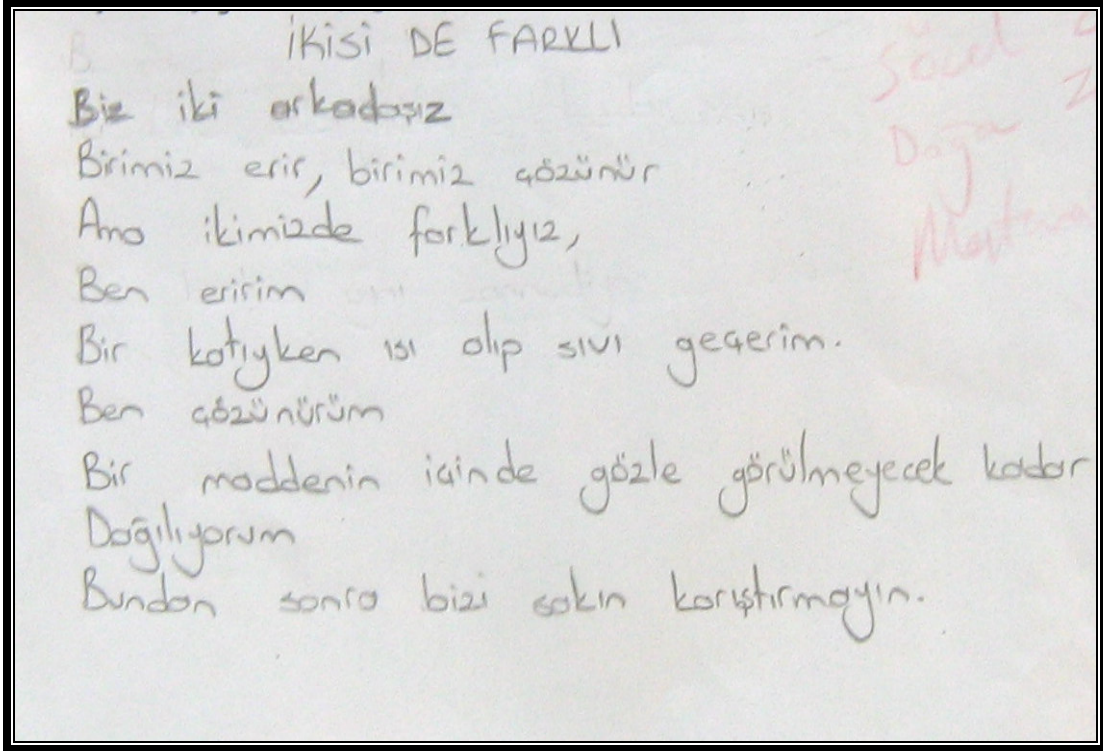 İKİSİ DE FARKLI
Biz iki arkadaşız
Birimiz erir, birimiz çözünür
Ama ikimizde farklıyız,
Ben eririm
Bir katıyken ısı alıp sıvı geçerim.
Ben çözünürüm
Bir maddenin içinde gözle görülmeyecek kadar
Dağılıyorum
Bundan sonra bizi sakın karıştırmayın.